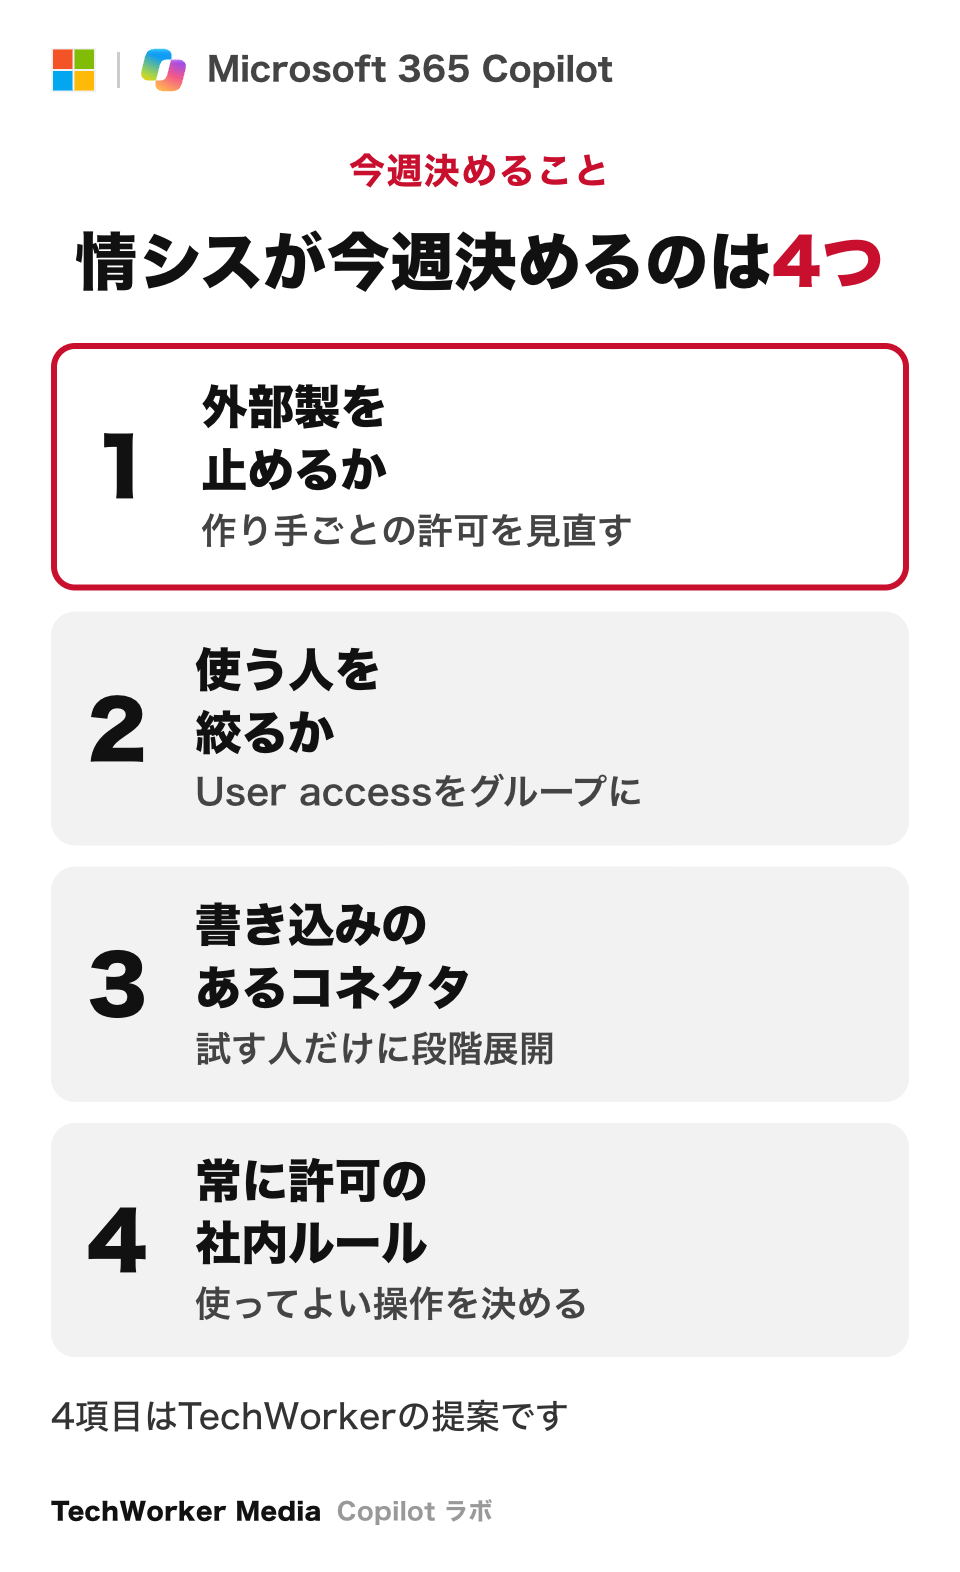 Microsoft 365 Copilot
今週決めること
情シスが今週決めるのは4つ
1
外部製を
止めるか
作り手ごとの許可を見直す
2
使う人を
絞るか
User accessをグループに
3
書き込みの
あるコネクタ
試す人だけに段階展開
4
常に許可の
社内ルール
使ってよい操作を決める
4項目はTechWorkerの提案です
TechWorker Media Copilot ラボ